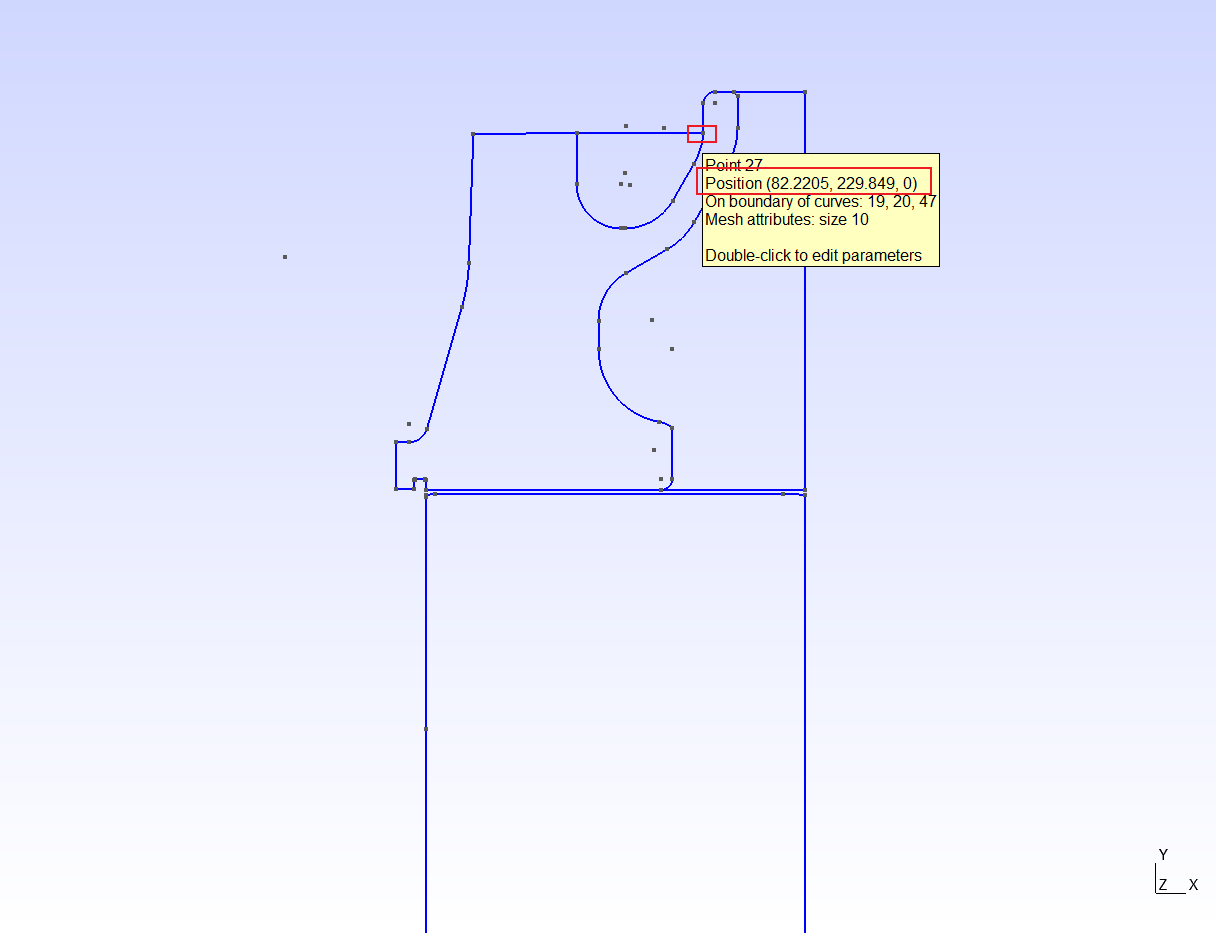 Point 27
Position (82.2205, 229.849, 0)
On boundary of curves: 19, 20, 47
Mesh attributes: size 10
Double-click to edit parameters
Y
Z X